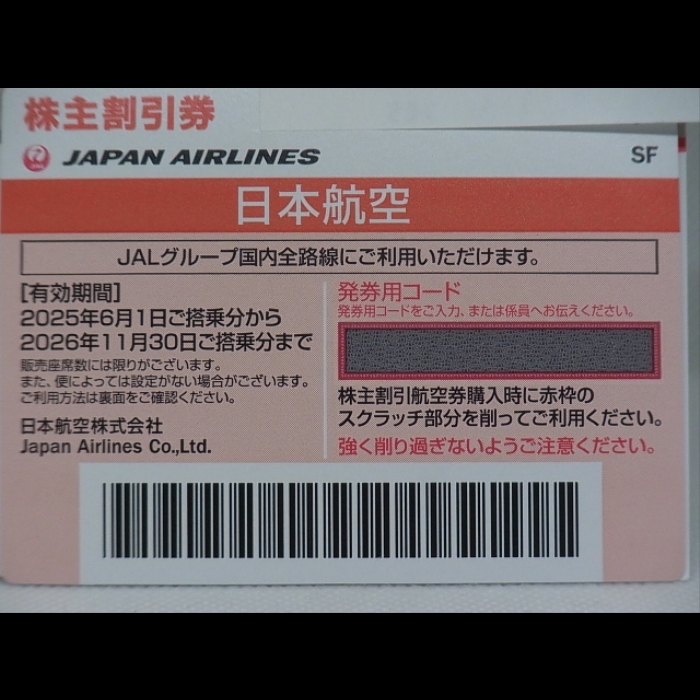 株主割引券
JAPAN AIRLINES
SF
日本航空
JALグループ国内全路線にご利用いただけます。
[有効期間]
2025年6月1日ご搭乗分から
2026年11月30日ご搭乗分まで
販売座席数には限りがございます。
また、便によっては設定がない場合がございます。
ご利用方法は裏面をご確認ください。
日本航空株式会社
Japan Airlines Co.,Ltd.
発券用コード
発券用コードをご入力、または係員へお伝えください。
株主割引航空券購入時に赤枠の
スクラッチ部分を削ってご利用ください。
強く削り過ぎないようご注意ください。